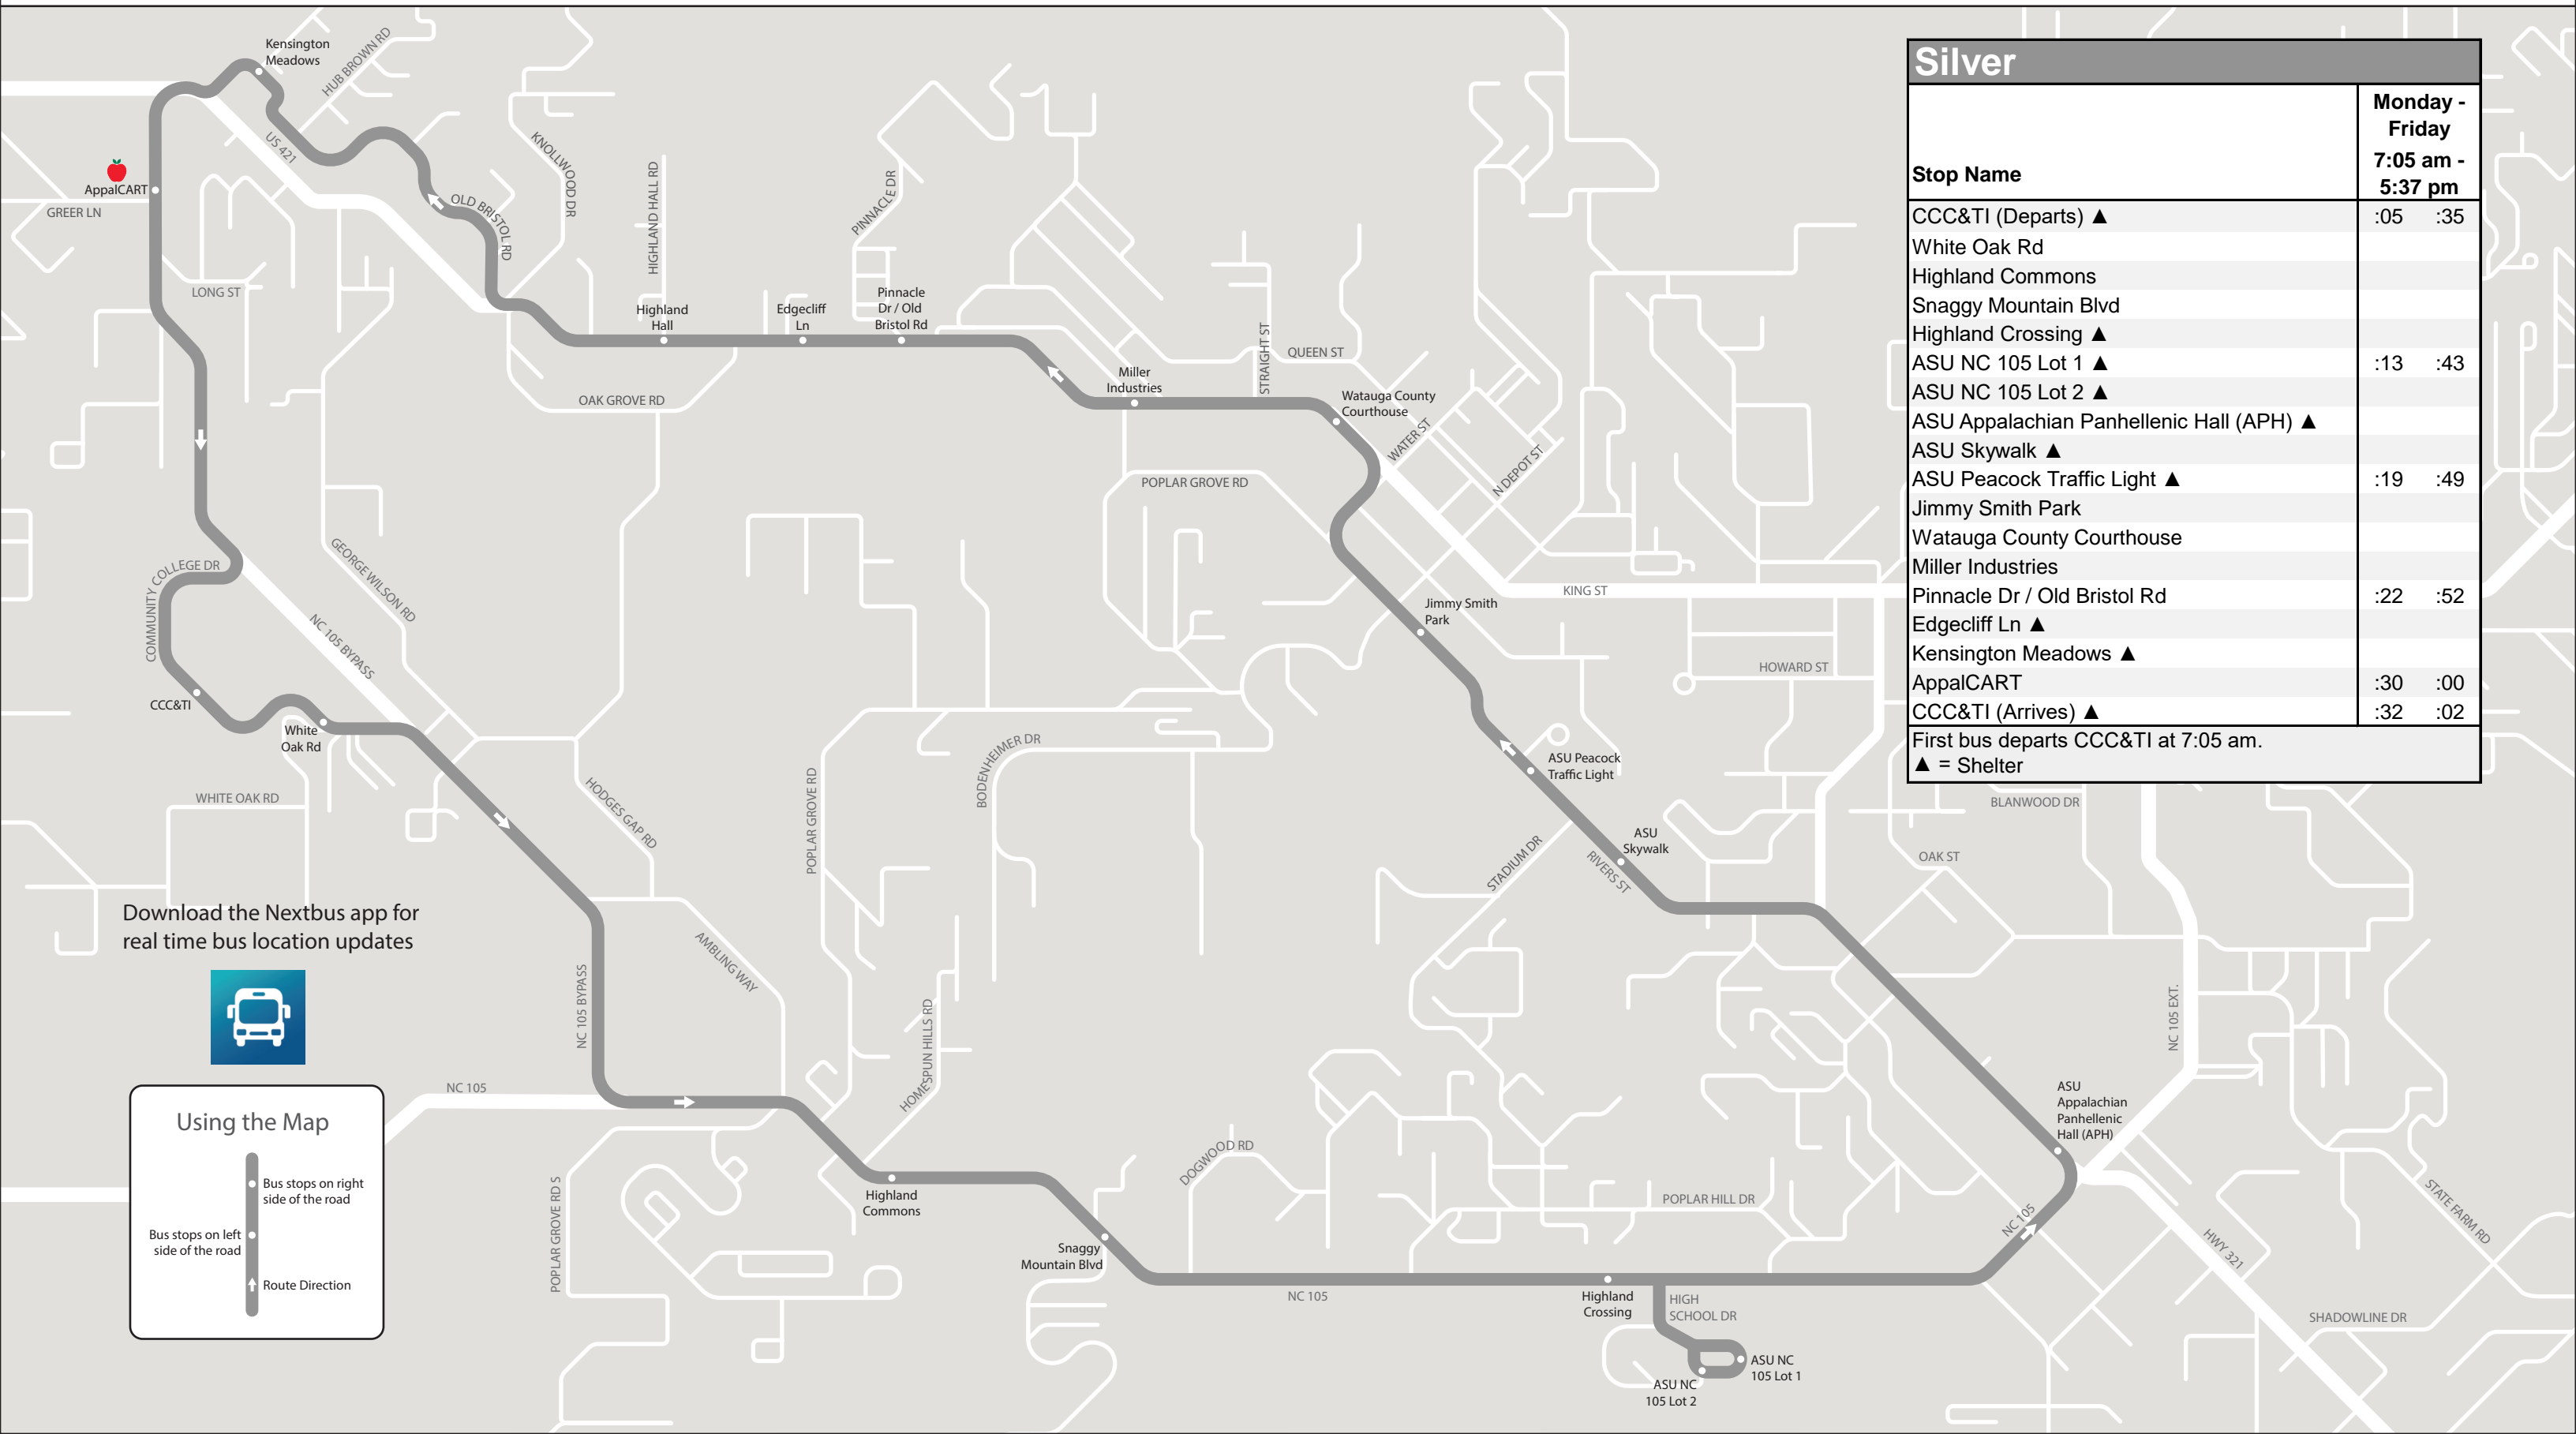 Kensington
Meadows
HUB BROWN RD
US 421
AppalCART
GREER LN
LONG ST
OLD BRISTOL RD
KNOLLWOOD DR
HIGHLAND HALL RD
PINNACLE DR
Highland
Hall
Edgecliff
Ln
Pinnacle
Dr / Old
Bristol Rd
OAK GROVE RD
Miller
Industries
STRAIGHT ST
QUEEN ST
Watauga County
Courthouse
WATER ST
N DEPOT ST
POPLAR GROVE RD
KING ST
Jimmy Smith
Park
HOWARD ST
COMMUNITY COLLEGE DR
GEORGE WILSON RD
NC 105 BYPASS
CCC&TI
White
Oak Rd
WHITE OAK RD
HODGES GAP RD
POPLAR GROVE RD
BODENHEIMER DR
ASU Peacock
Traffic Light
ASU
Skywalk
STADIUM DR
RIVERS ST
BLANWOOD DR
OAK ST
AMBLING WAY
NC 105 BYPASS
HOMESPUN HILLS RD
NC 105 EXT.
NC 105
POPLAR GROVE RD S
Highland
Commons
Snaggy
Mountain Blvd
DOGWOOD RD
POPLAR HILL DR
NC 105
Highland
Crossing
HIGH
SCHOOL DR
ASU NC
105 Lot 1
ASU NC
105 Lot 2
NC 105
ASU
Appalachian
Panhellenic
Hall (APH)
HWY 321
STATE FARM RD
SHADOWLINE DR
Download the Nextbus app for
real time bus location updates
Using the Map
Bus stops on right
side of the road
Bus stops on left
side of the road
Route Direction
Silver
Monday -
Friday
7:05 am -
5:37 pm
Stop Name
CCC&TI (Departs) ▲ :05 :35
White Oak Rd
Highland Commons
Snaggy Mountain Blvd
Highland Crossing ▲
ASU NC 105 Lot 1 ▲ :13 :43
ASU NC 105 Lot 2 ▲
ASU Appalachian Panhellenic Hall (APH) ▲
ASU Skywalk ▲
ASU Peacock Traffic Light ▲ :19 :49
Jimmy Smith Park
Watauga County Courthouse
Miller Industries
Pinnacle Dr / Old Bristol Rd :22 :52
Edgecliff Ln ▲
Kensington Meadows ▲
AppalCART :30 :00
CCC&TI (Arrives) ▲ :32 :02
First bus departs CCC&TI at 7:05 am.
▲ = Shelter